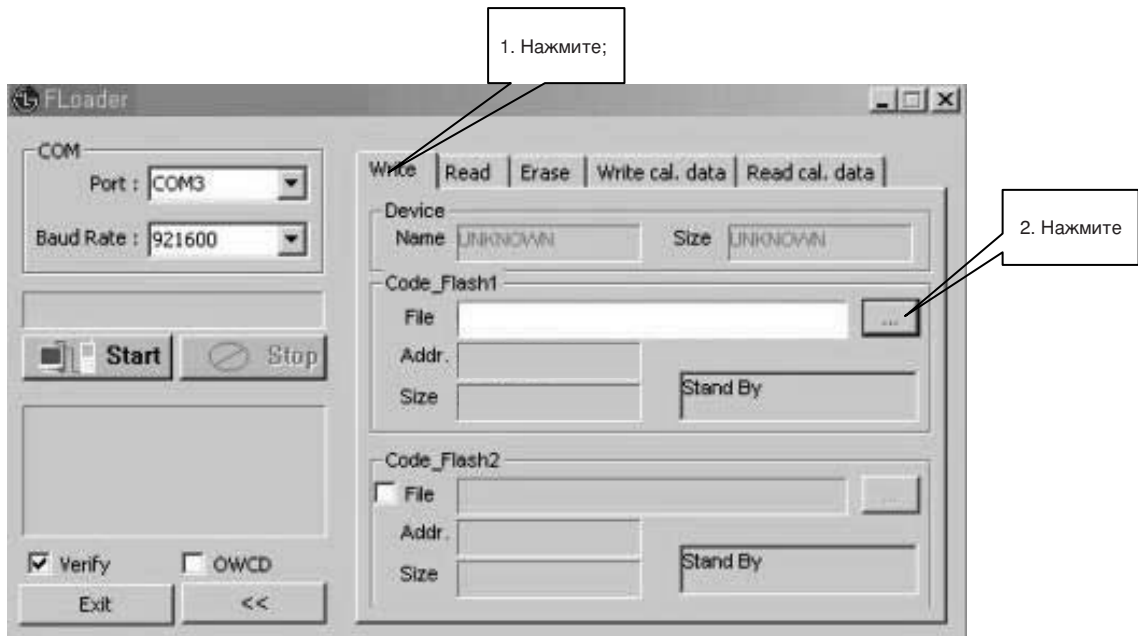 1. Нажмите;
FLoader
COM
Port : COM3
Baud Rate : 921600
Start Stop
Verify OWCD
Exit <<
Write Read Erase Write cal. data Read cal. data
Device
Name UNKNOWN Size UNKNOWN
Code_Flash1
File ...
Addr.
Size Stand By
2. Нажмите
Code_Flash2
File ...
Addr.
Size Stand By